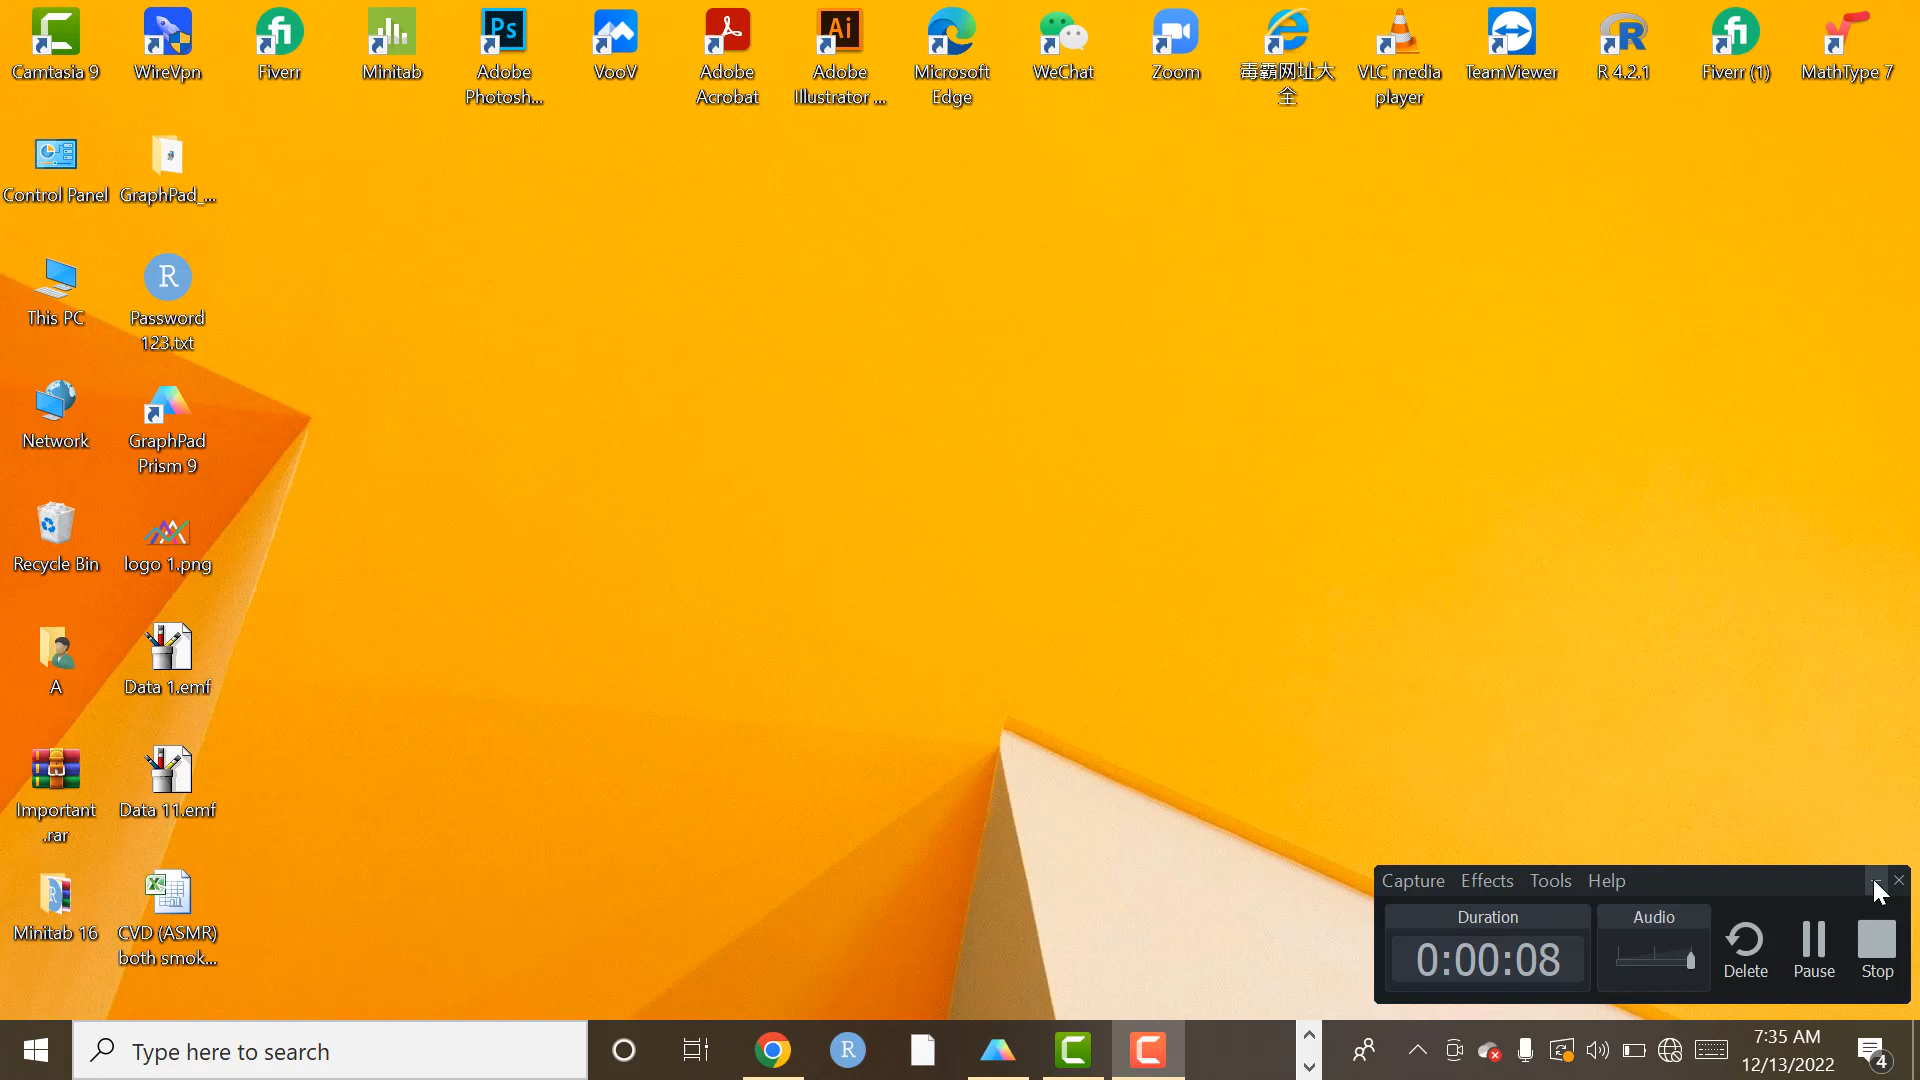 Camtasia 9
WireVpn
Fiverr
Minitab
Ps
Adobe
Photosh...
VooV
Adobe
Acrobat
Ai
Adobe
Illustrator ...
Microsoft
Edge
WeChat
Zoom
毒霸网址大
全
VLC media
player
TeamViewer
R 4.2.1
Fiverr (1)
MathType 7
Control Panel
GraphPad_...
This PC
R
Password
123.txt
Network
GraphPad
Prism 9
Recycle Bin
logo 1.png
A
Data 1.emf
Important
.rar
Data 11.emf
Minitab 16
CVD (ASMR)
both smok...
Capture Effects Tools Help
Duration
0:00:08
Audio
Delete
Pause
Stop
Type here to search
R
7:35 AM
12/13/2022
4